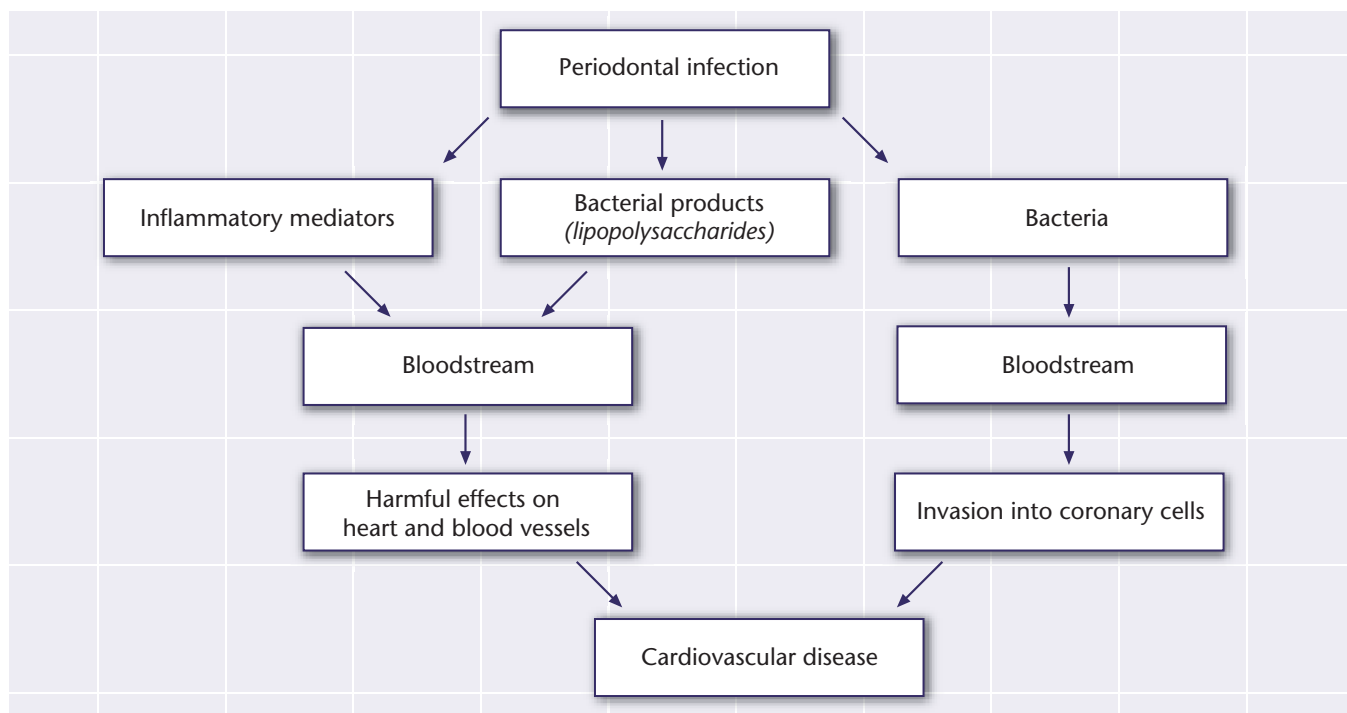 Periodontal infection
Inflammatory mediators
Bacterial products
(lipopolysaccharides)
Bacteria
Bloodstream
Bloodstream
Harmful effects on
heart and blood vessels
Invasion into coronary cells
Cardiovascular disease